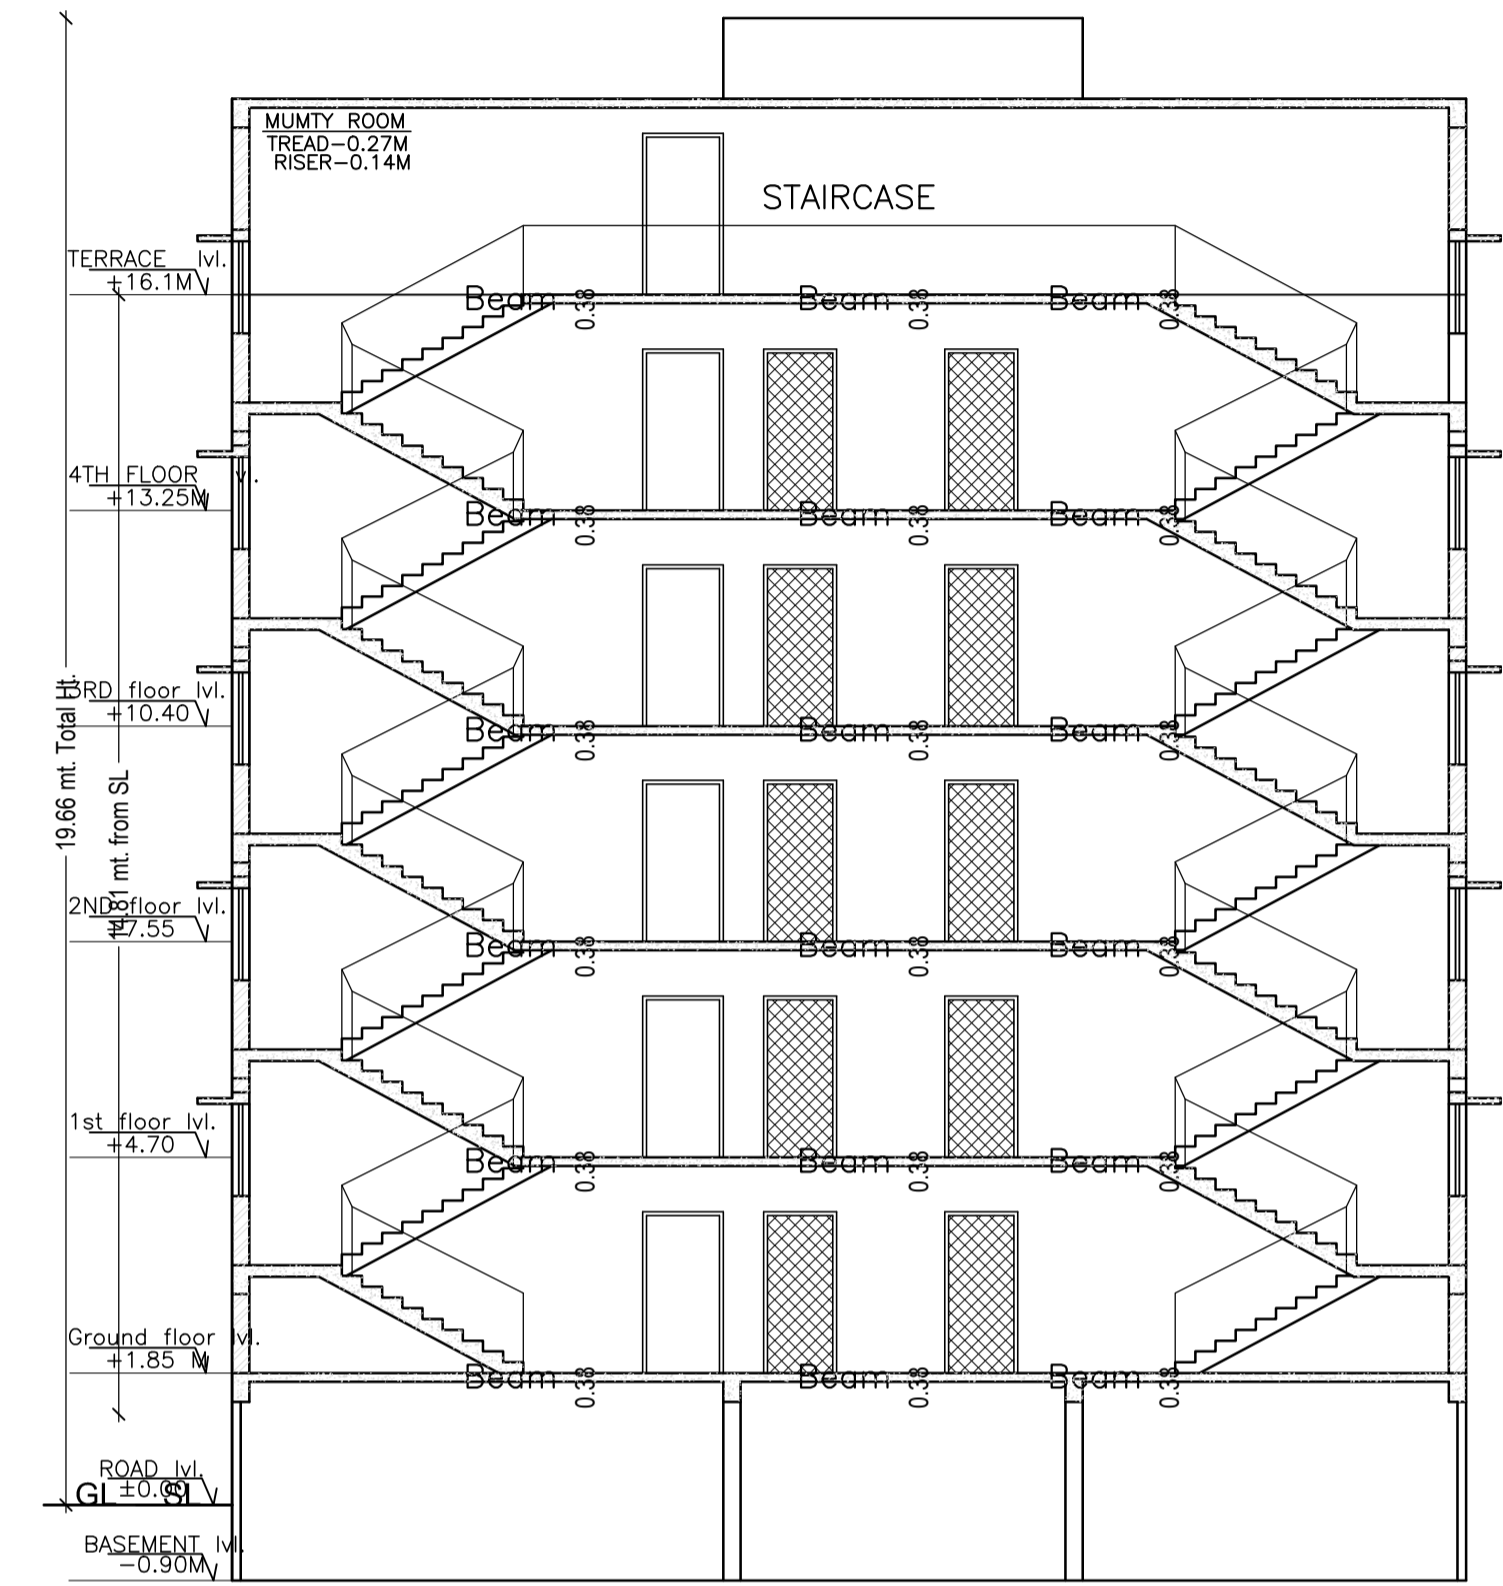 MUMTY ROOM
TREAD-0.27M
RISER-0.14M
STAIRCASE
TERRACE lvl.
+16.1M
Beam 0.38 Beam 0.38 Beam 0.38
4TH FLOOR v.
+13.25M
Beam 0.38 Beam 0.38 Beam 0.38
19.66 mt. Total Ht.
3RD floor lvl.
+10.40
Beam 0.38 Beam 0.38 Beam 0.38
14.81 mt. from SL
2ND floor lvl.
+7.55
Beam 0.38 Beam 0.38 Beam 0.38
1st floor lvl.
+4.70
Beam 0.38 Beam 0.38 Beam 0.38
Ground floor lvl.
+1.85 M
Beam 0.38 Beam 0.38 Beam 0.38
ROAD lvl.
±0.00
GL SL
BASEMENT lvl.
-0.90M